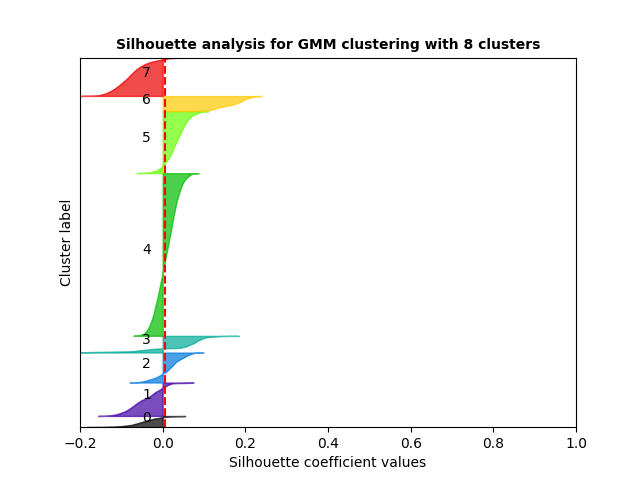 Silhouette analysis for GMM clustering with 8 clusters
Cluster label
7
6
5
4
3
2
1
0
−0.2 0.0 0.2 0.4 0.6 0.8 1.0
Silhouette coefficient values